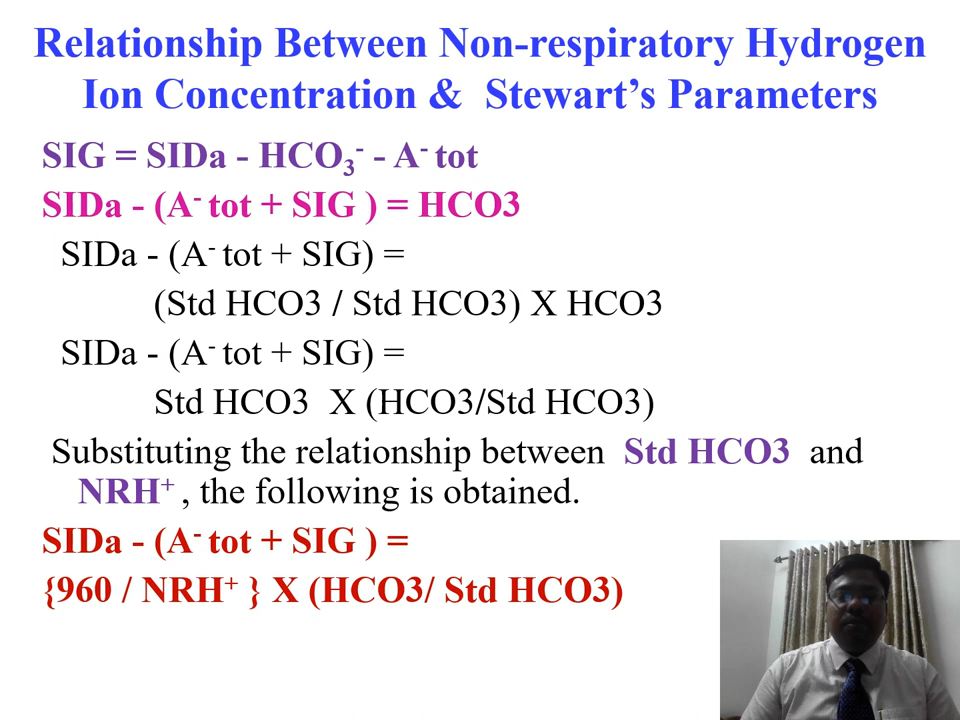 Relationship Between Non-respiratory Hydrogen
Ion Concentration & Stewart’s Parameters
SIG = SIDa - HCO₃⁻ - A⁻ tot
SIDa - (A⁻ tot + SIG ) = HCO3
SIDa - (A⁻ tot + SIG) =
(Std HCO3 / Std HCO3) X HCO3
SIDa - (A⁻ tot + SIG) =
Std HCO3 X (HCO3/Std HCO3)
Substituting the relationship between Std HCO3 and
NRH⁺ , the following is obtained.
SIDa - (A⁻ tot + SIG ) =
{960 / NRH⁺ } X (HCO3/ Std HCO3)